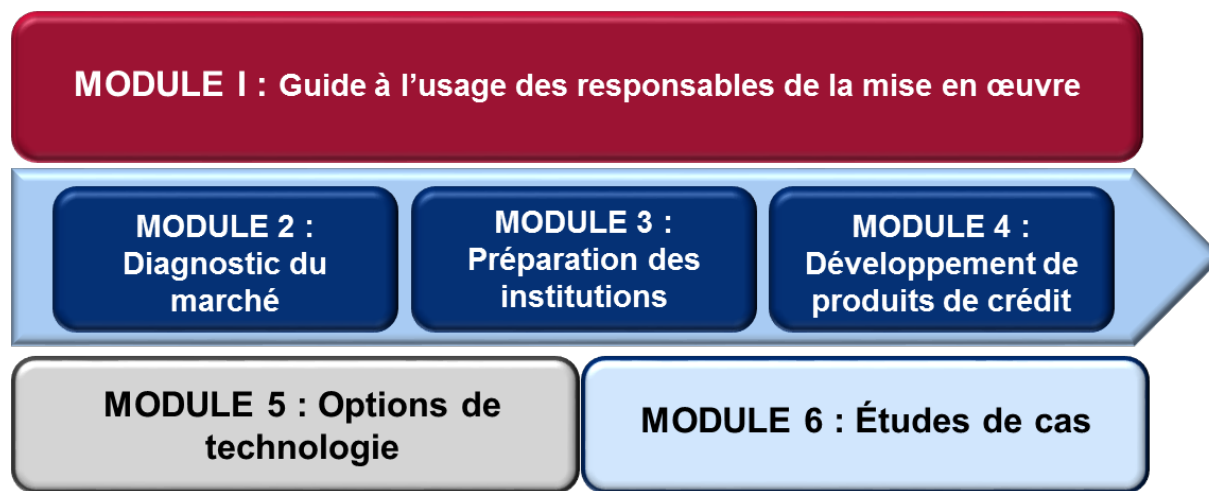 MODULE I : Guide à l’usage des responsables de la mise en œuvre
MODULE 2 :
Diagnostic du
marché
MODULE 3 :
Préparation des
institutions
MODULE 4 :
Développement de
produits de crédit
MODULE 5 : Options de
technologie
MODULE 6 : Études de cas